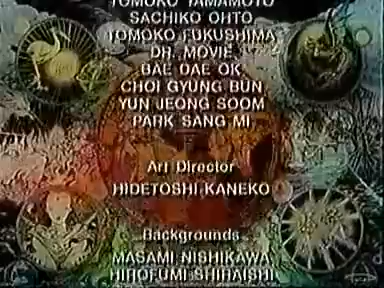 TOMOKO YAMAMOTO
SACHIKO OHTO
TOMOKO FUKUSHIMA
DR. MOVIE
BAE DAE OK
CHOI GYUNG BUN
YUN JEONG SOOM
PARK SANG MI
Art Director
HIDETOSHI KANEKO
Backgrounds
MASAMI NISHIKAWA
HIROFUMI SHIRAISHI